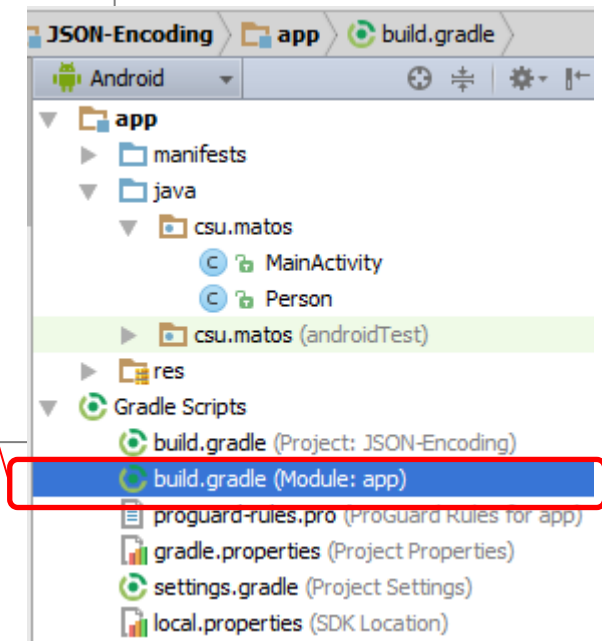 JSON-Encoding app build.gradle
Android
app
manifests
java
csu.matos
C MainActivity
C Person
csu.matos (androidTest)
res
Gradle Scripts
build.gradle (Project: JSON-Encoding)
build.gradle (Module: app)
proguard-rules.pro (ProGuard Rules for app)
gradle.properties (Project Properties)
settings.gradle (Project Settings)
local.properties (SDK Location)